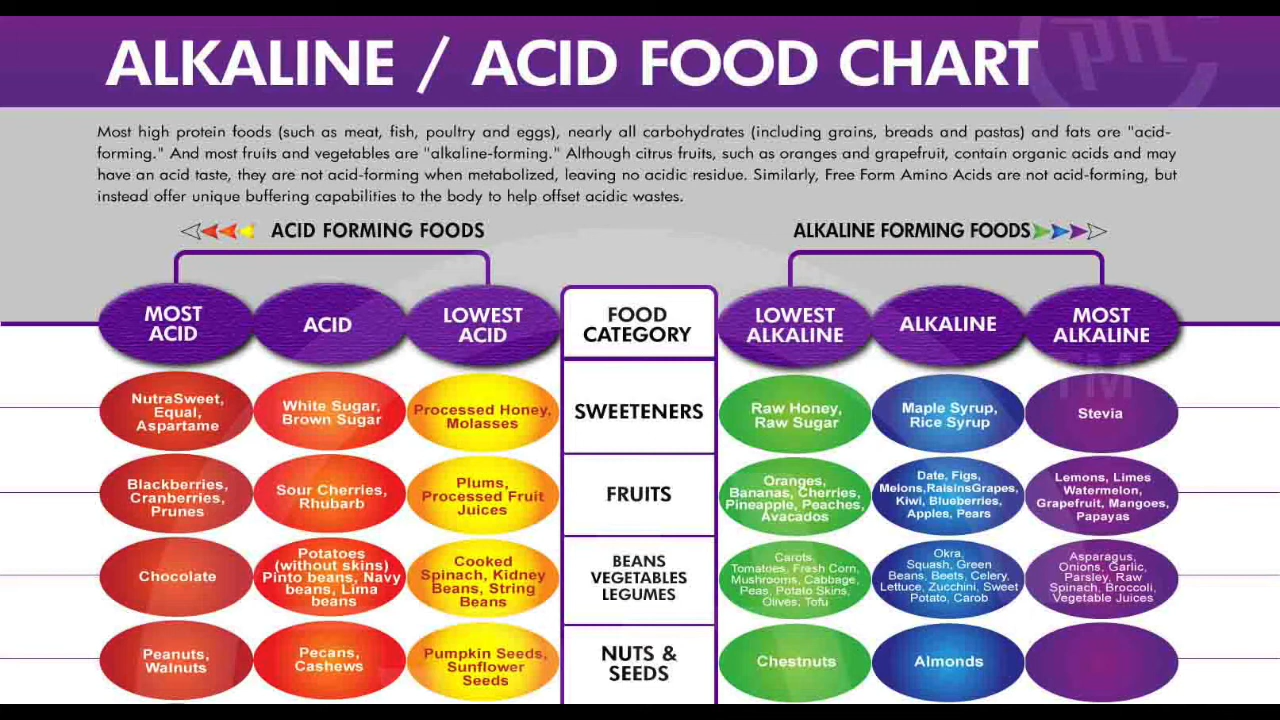 ALKALINE / ACID FOOD CHART
Most high protein foods (such as meat, fish, poultry and eggs), nearly all carbohydrates (including grains, breads and pastas) and fats are "acid-
forming." And most fruits and vegetables are "alkaline-forming." Although citrus fruits, such as oranges and grapefruit, contain organic acids and may
have an acid taste, they are not acid-forming when metabolized, leaving no acidic residue. Similarly, Free Form Amino Acids are not acid-forming, but
instead offer unique buffering capabilities to the body to help offset acidic wastes.
ACID FORMING FOODS
ALKALINE FORMING FOODS
MOST
ACID
ACID
LOWEST
ACID
FOOD
CATEGORY
LOWEST
ALKALINE
ALKALINE
MOST
ALKALINE
NutraSweet,
Equal,
Aspartame
White Sugar,
Brown Sugar
Processed Honey,
Molasses
SWEETENERS
Raw Honey,
Raw Sugar
Maple Syrup,
Rice Syrup
Stevia
Blackberries,
Cranberries,
Prunes
Sour Cherries,
Rhubarb
Plums,
Processed Fruit
Juices
FRUITS
Oranges,
Bananas, Cherries,
Pineapple, Peaches,
Avacados
Date, Figs,
Melons,RaisinsGrapes,
Kiwi, Blueberries,
Apples, Pears
Lemons, Limes
Watermelon,
Grapefruit, Mangoes,
Papayas
Chocolate
Potatoes
(without skins)
Pinto beans, Navy
beans, Lima
beans
Cooked
Spinach, Kidney
Beans, String
Beans
BEANS
VEGETABLES
LEGUMES
Carots,
Tomatoes, Fresh Corn,
Mushrooms, Cabbage,
Peas, Potato Skins,
Olives, Tofu
Okra,
Squash, Green
Beans, Beets, Celery,
Lettuce, Zucchini, Sweet
Potato, Carob
Asparagus,
Onions, Garlic,
Parsley, Raw
Spinach, Broccoli,
Vegetable Juices
Peanuts,
Walnuts
Pecans,
Cashews
Pumpkin Seeds,
Sunflower
Seeds
NUTS &
SEEDS
Chestnuts
Almonds
pH
TM